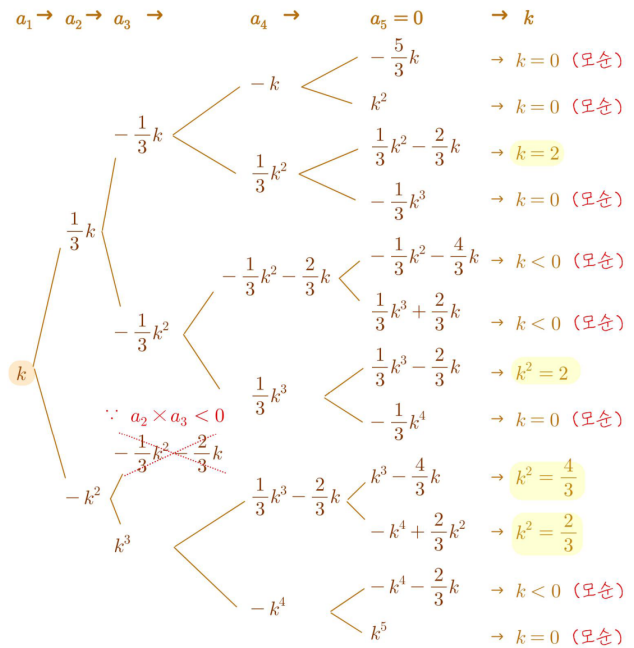 a₁ → a₂ → a₃ → a₄ → a₅ = 0 → k
-5/3 k → k = 0 (모순)
-k
k² → k = 0 (모순)
-1/3 k
1/3 k² - 2/3 k → k = 2
1/3 k²
-1/3 k³ → k = 0 (모순)
1/3 k
-1/3 k² - 4/3 k → k < 0 (모순)
-1/3 k² - 2/3 k
1/3 k³ + 2/3 k → k < 0 (모순)
-1/3 k²
k
1/3 k³ - 2/3 k → k² = 2
1/3 k³
∵ a₂ × a₃ < 0
-1/3 k⁴ → k = 0 (모순)
-1/3 k² - 2/3 k
k³ - 4/3 k → k² = 4/3
-k²
1/3 k³ - 2/3 k
-k⁴ + 2/3 k² → k² = 2/3
k³
-k⁴ - 2/3 k → k < 0 (모순)
-k⁴
k⁵ → k = 0 (모순)